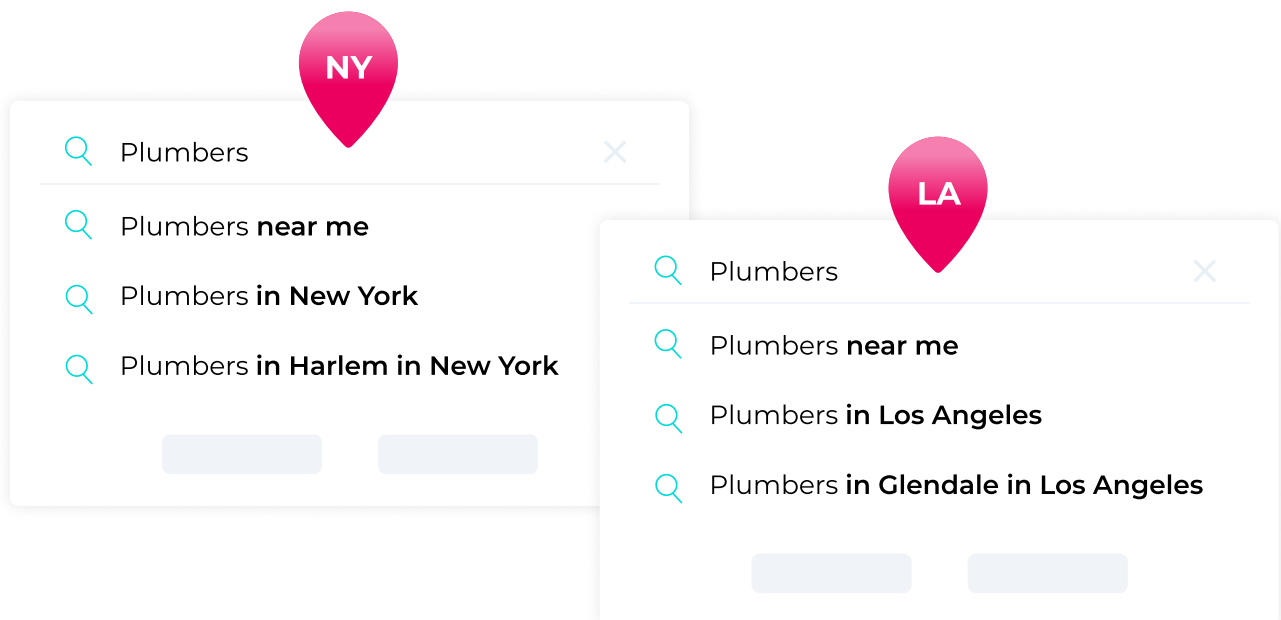 NY
Plumbers
Plumbers near me
Plumbers in New York
Plumbers in Harlem in New York
LA
Plumbers
Plumbers near me
Plumbers in Los Angeles
Plumbers in Glendale in Los Angeles